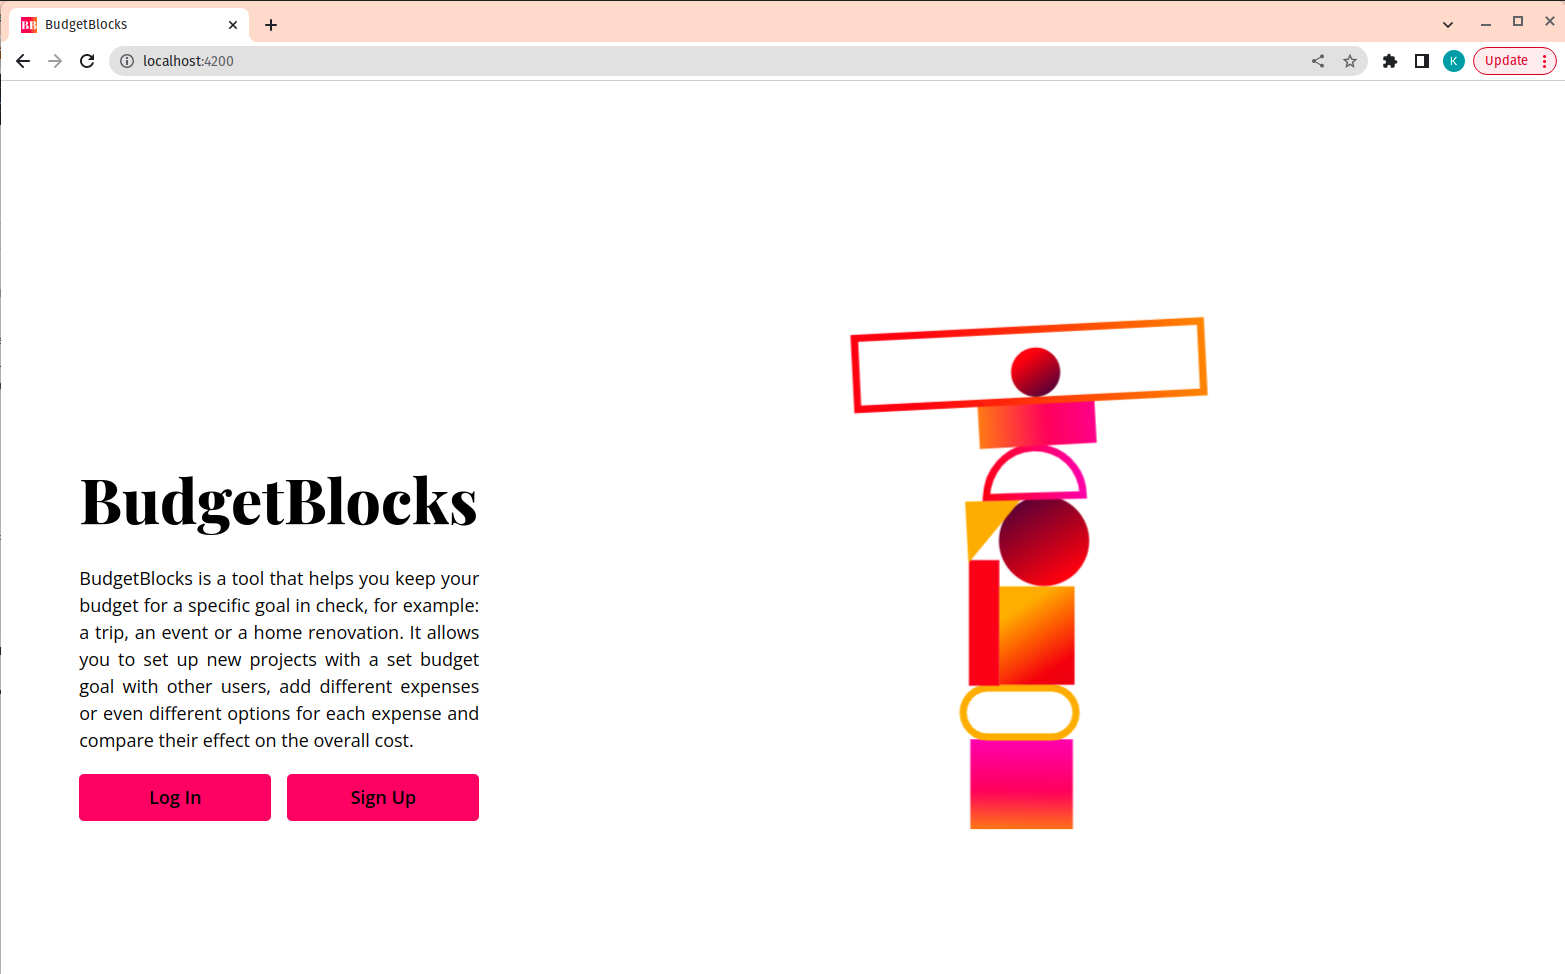 BB BudgetBlocks
localhost:4200
K
Update
BudgetBlocks
BudgetBlocks is a tool that helps you keep your
budget for a specific goal in check, for example:
a trip, an event or a home renovation. It allows
you to set up new projects with a set budget
goal with other users, add different expenses
or even different options for each expense and
compare their effect on the overall cost.
Log In
Sign Up